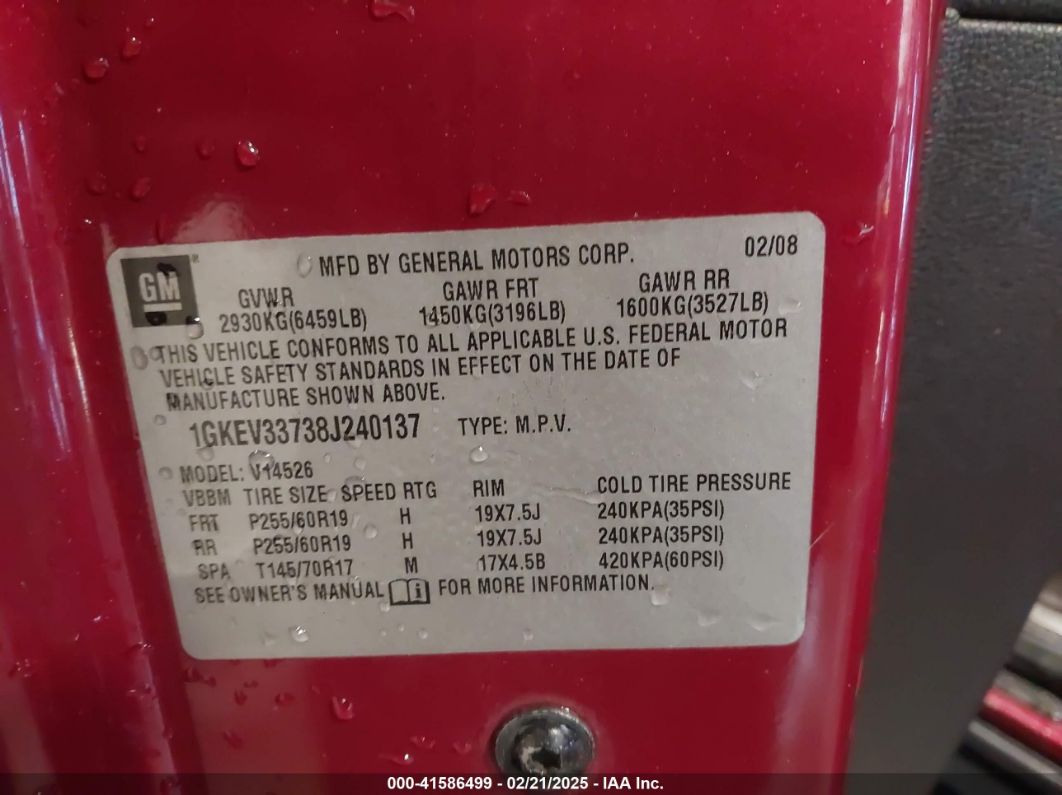 GM
MFD BY GENERAL MOTORS CORP. 02/08
GVWR GAWR FRT GAWR RR
2930KG(6459LB) 1450KG(3196LB) 1600KG(3527LB)
THIS VEHICLE CONFORMS TO ALL APPLICABLE U.S. FEDERAL MOTOR
VEHICLE SAFETY STANDARDS IN EFFECT ON THE DATE OF
MANUFACTURE SHOWN ABOVE.
1GKEV33738J240137 TYPE: M.P.V.
MODEL: V14526
VBBM TIRE SIZE SPEED RTG RIM COLD TIRE PRESSURE
FRT P255/60R19 H 19X7.5J 240KPA(35PSI)
RR P255/60R19 H 19X7.5J 240KPA(35PSI)
SPA T145/70R17 M 17X4.5B 420KPA(60PSI)
SEE OWNER'S MANUAL FOR MORE INFORMATION.
000-41586499 - 02/21/2025 - IAA Inc.